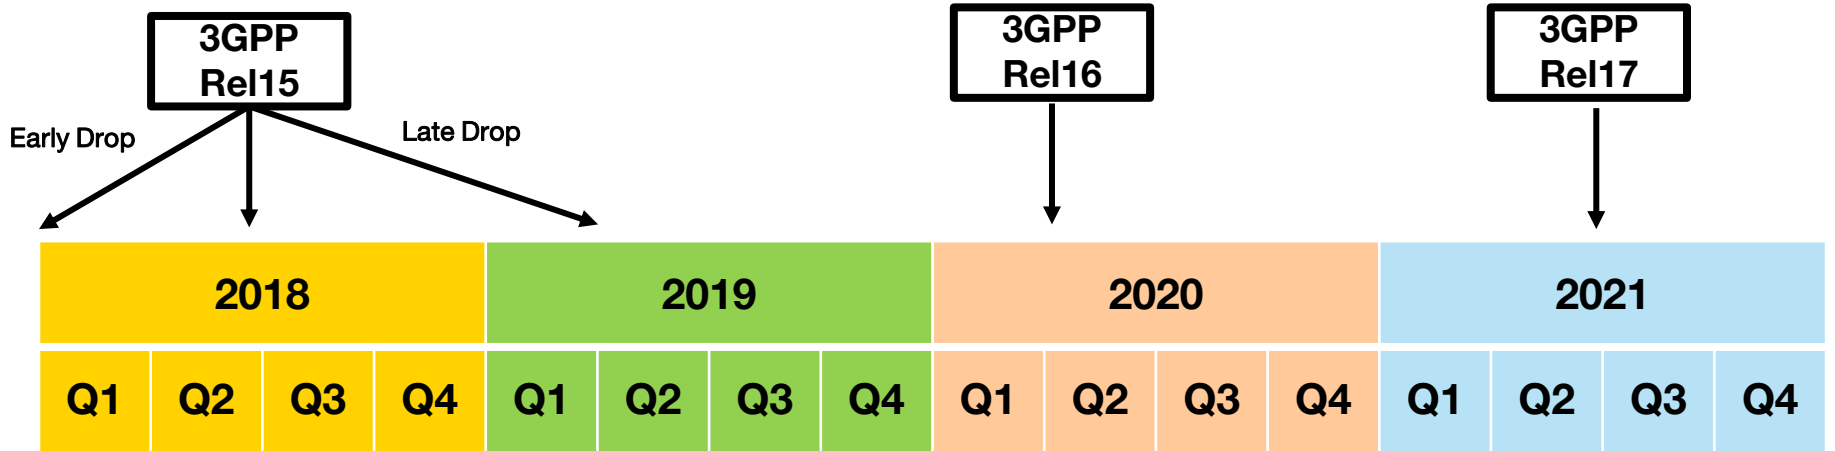 3GPP
Rel15
3GPP
Rel16
3GPP
Rel17
Early Drop
Late Drop
2018
2019
2020
2021
Q1 Q2 Q3 Q4 Q1 Q2 Q3 Q4 Q1 Q2 Q3 Q4 Q1 Q2 Q3 Q4